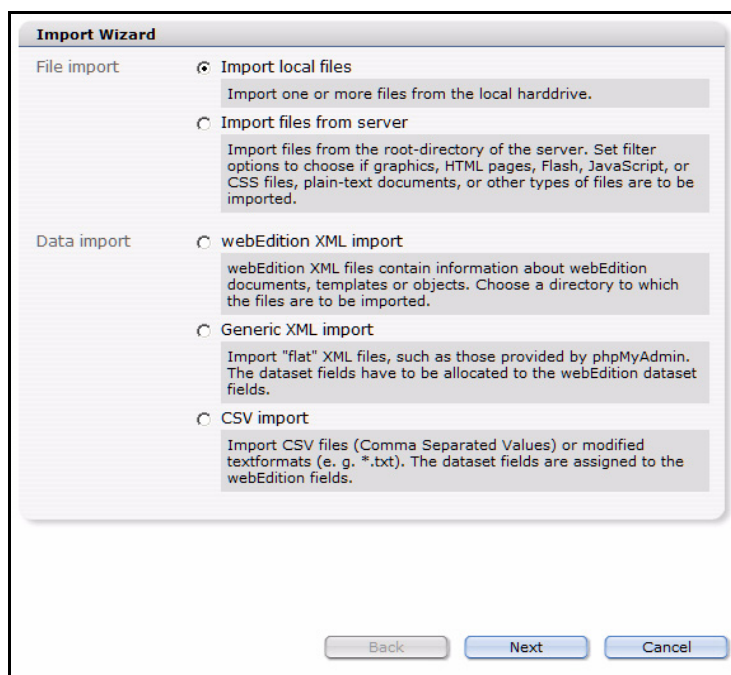 Import Wizard
File import
Import local files
Import one or more files from the local harddrive.
Import files from server
Import files from the root-directory of the server. Set filter
options to choose if graphics, HTML pages, Flash, JavaScript, or
CSS files, plain-text documents, or other types of files are to be
imported.
Data import
webEdition XML import
webEdition XML files contain information about webEdition
documents, templates or objects. Choose a directory to which
the files are to be imported.
Generic XML import
Import "flat" XML files, such as those provided by phpMyAdmin.
The dataset fields have to be allocated to the webEdition dataset
fields.
CSV import
Import CSV files (Comma Separated Values) or modified
textformats (e. g. *.txt). The dataset fields are assigned to the
webEdition fields.
Back
Next
Cancel